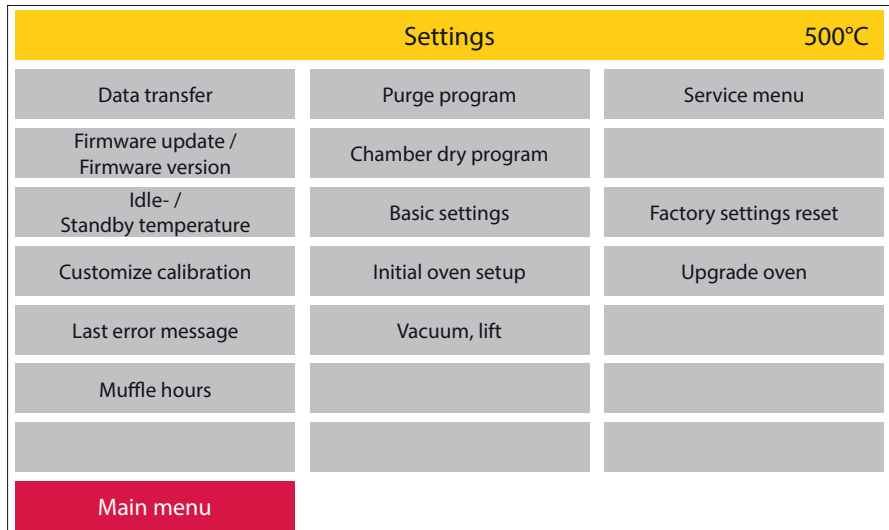 Settings 500°C
Data transfer
Purge program
Service menu
Firmware update /
Firmware version
Chamber dry program
Idle- /
Standby temperature
Basic settings
Factory settings reset
Customize calibration
Initial oven setup
Upgrade oven
Last error message
Vacuum, lift
Muffle hours
Main menu